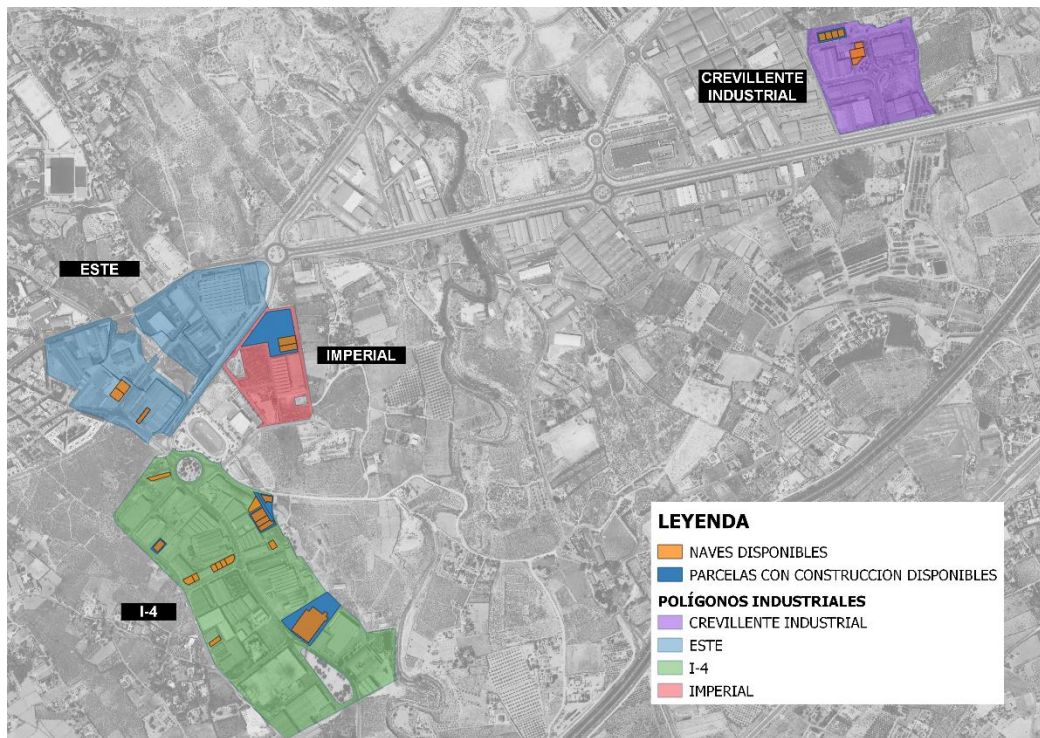 CREVILLENTE
INDUSTRIAL
ESTE
IMPERIAL
I-4
LEYENDA
NAVES DISPONIBLES
PARCELAS CON CONSTRUCCION DISPONIBLES
POLÍGONOS INDUSTRIALES
CREVILLENTE INDUSTRIAL
ESTE
I-4
IMPERIAL